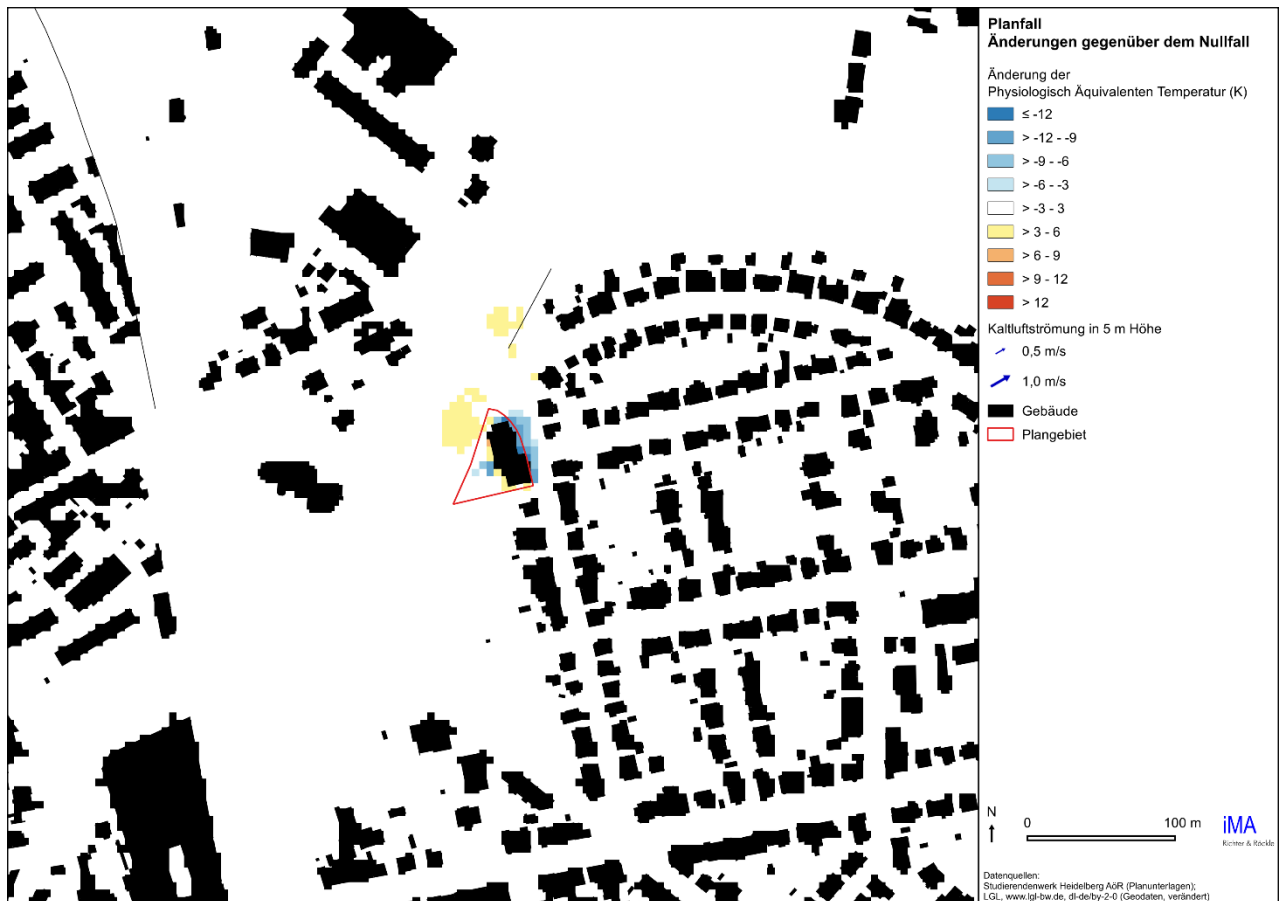 Planfall
Änderungen gegenüber dem Nullfall
Änderung der
Physiologisch Äquivalenten Temperatur (K)
≤ -12
> -12 - -9
> -9 - -6
> -6 - -3
> -3 - 3
> 3 - 6
> 6 - 9
> 9 - 12
> 12
Kaltluftströmung in 5 m Höhe
0,5 m/s
1,0 m/s
Gebäude
Plangebiet
N
0 100 m
iMA
Richter & Röckle
Datenquellen:
Studierendenwerk Heidelberg AöR (Planunterlagen);
LGL, www.lgl-bw.de, dl-de/by-2-0 (Geodaten, verändert)